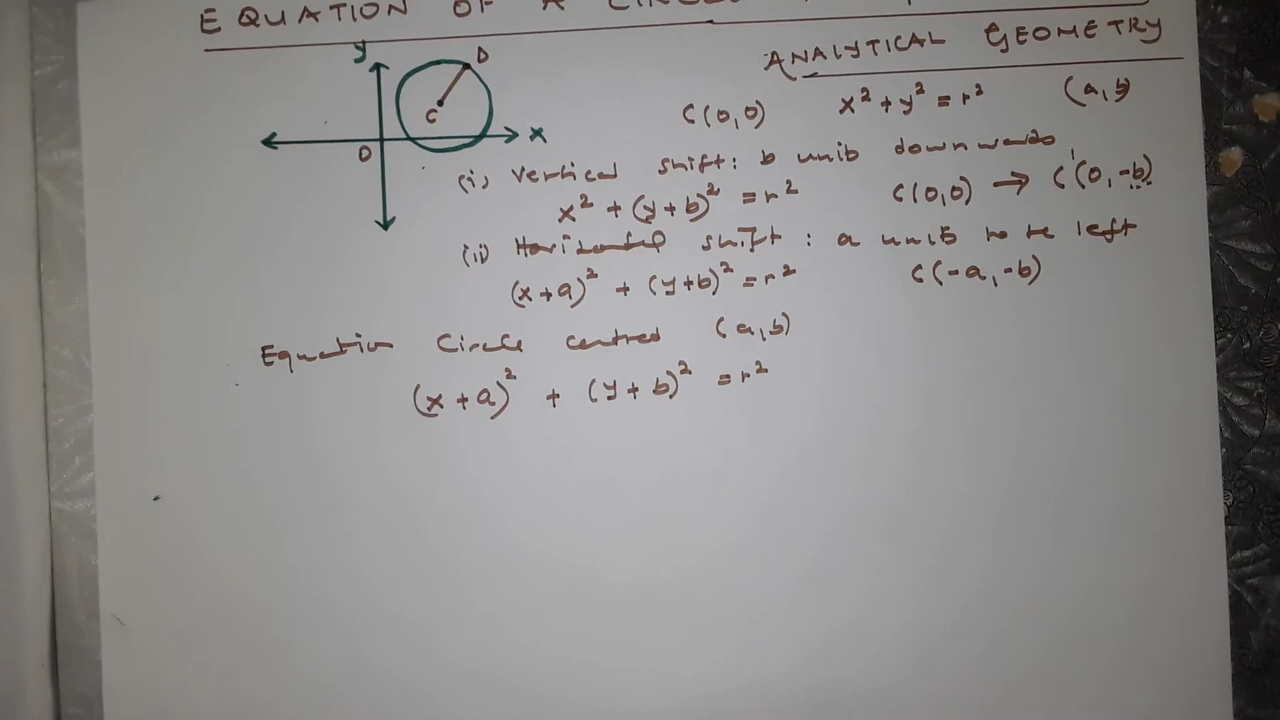 EQUATION OF A CIRCLE
ANALYTICAL GEOMETRY
y
D
C
x
O
C(0,0) x² + y² = r² (a,b)
(i) Vertical shift: b units downwards
x² + (y+b)² = r² C(0,0) → C'(0,-b)
(ii) Horizontal shift: a units to the left
(x+a)² + (y+b)² = r² C(-a,-b)
Equation Circle centred (a,b)
(x+a)² + (y+b)² = r²